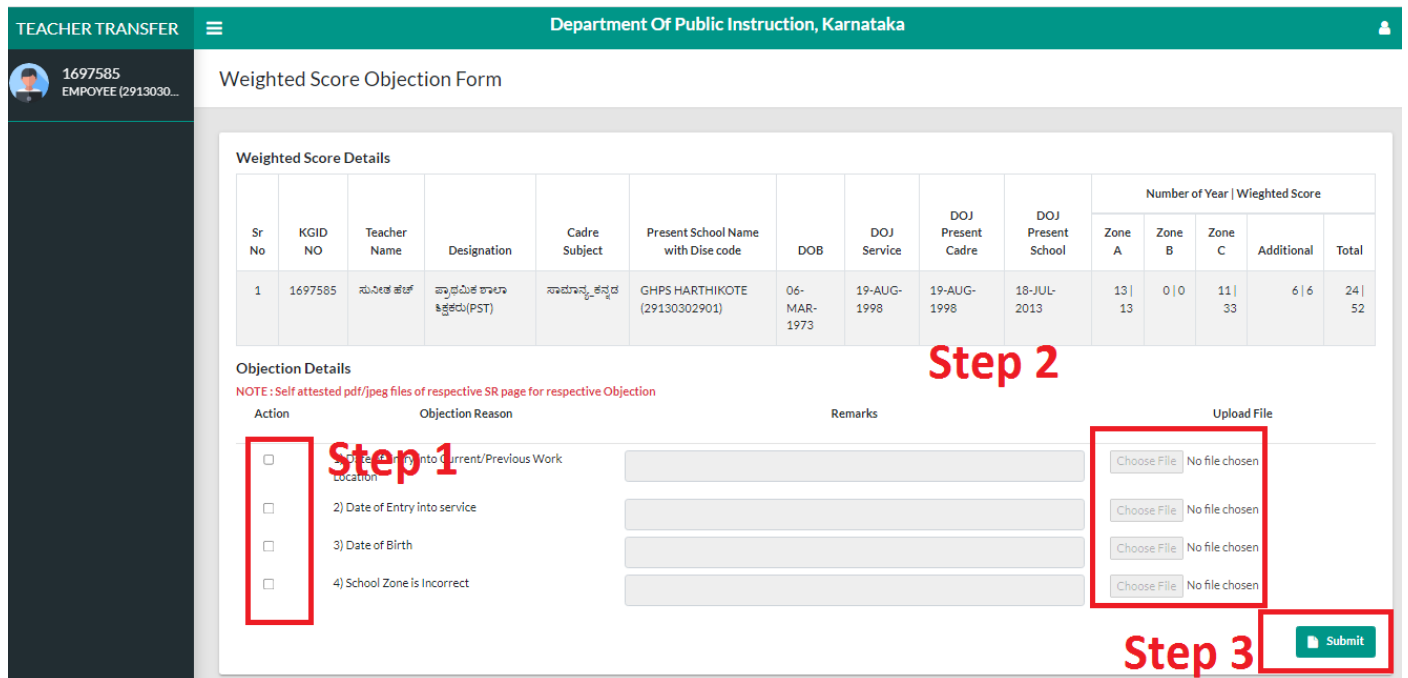 TEACHER TRANSFER
Department Of Public Instruction, Karnataka
1697585
EMPOYEE (2913030...
Weighted Score Objection Form
Weighted Score Details
Number of Year | Wieghted Score
Sr No KGID NO Teacher Name Designation Cadre Subject Present School Name with Dise code DOB DOJ Service DOJ Present Cadre DOJ Present School Zone A Zone B Zone C Additional Total
1 1697585 ಸುನೀತ ಹೆಚ್ ಪ್ರಾಥಮಿಕ ಶಾಲಾ ಶಿಕ್ಷಕರು(PST) ಸಾಮಾನ್ಯ_ಕನ್ನಡ GHPS HARTHIKOTE (29130302901) 06-MAR-1973 19-AUG-1998 19-AUG-1998 18-JUL-2013 13| 13 0|0 11| 33 6|6 24| 52
Step 2
Objection Details
NOTE : Self attested pdf/jpeg files of respective SR page for respective Objection
Action Objection Reason Remarks Upload File
Step 1
1) Date of Entry into Current/Previous Work Location Choose File No file chosen
2) Date of Entry into service Choose File No file chosen
3) Date of Birth Choose File No file chosen
4) School Zone is Incorrect Choose File No file chosen
Step 3
Submit